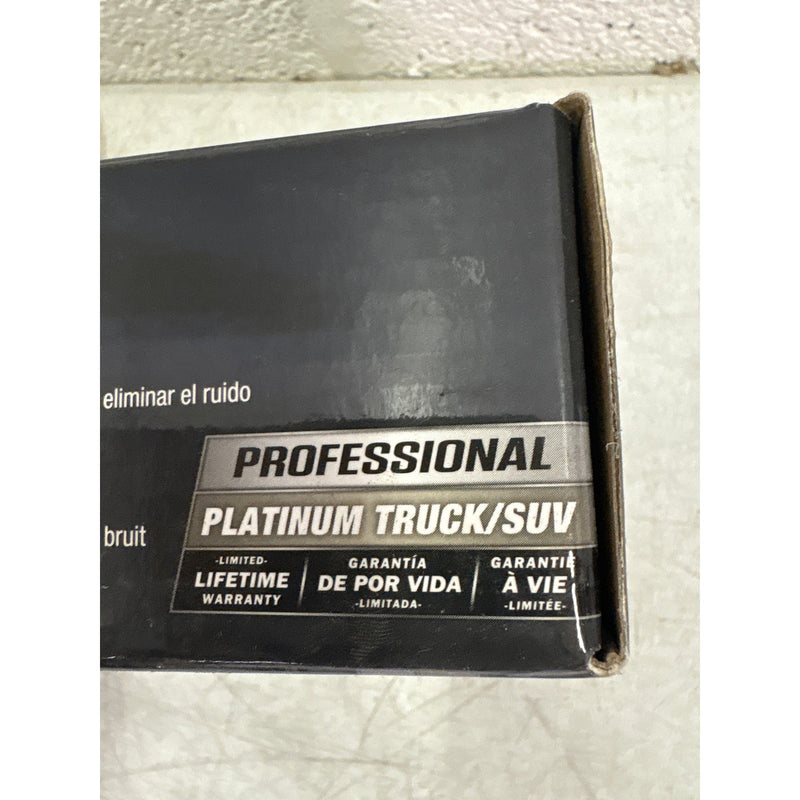 eliminar el ruido
PROFESSIONAL
PLATINUM TRUCK/SUV
bruit
-LIMITED-
LIFETIME
WARRANTY
GARANTÍA
DE POR VIDA
-LIMITADA-
GARANTIE
À VIE
-LIMITÉE-